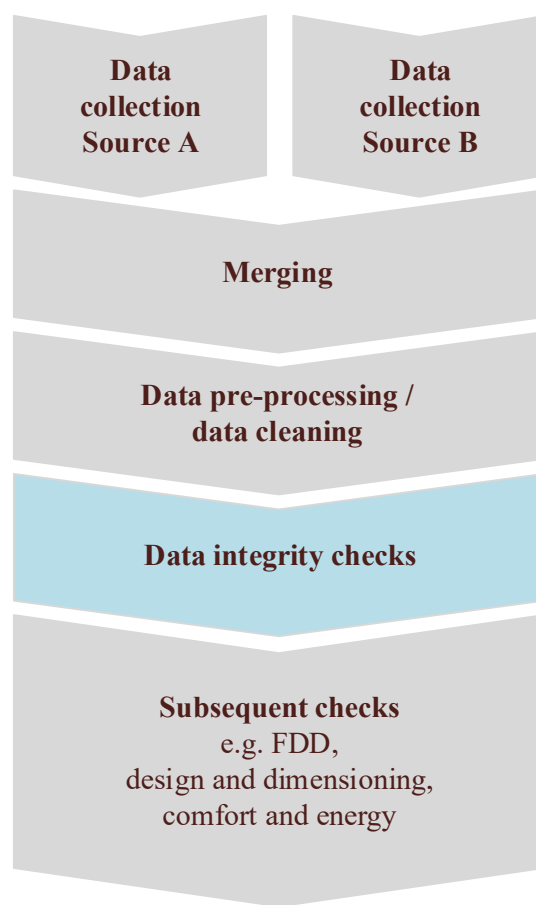 Data
collection
Source A
Data
collection
Source B
Merging
Data pre-processing /
data cleaning
Data integrity checks
Subsequent checks
e.g. FDD,
design and dimensioning,
comfort and energy